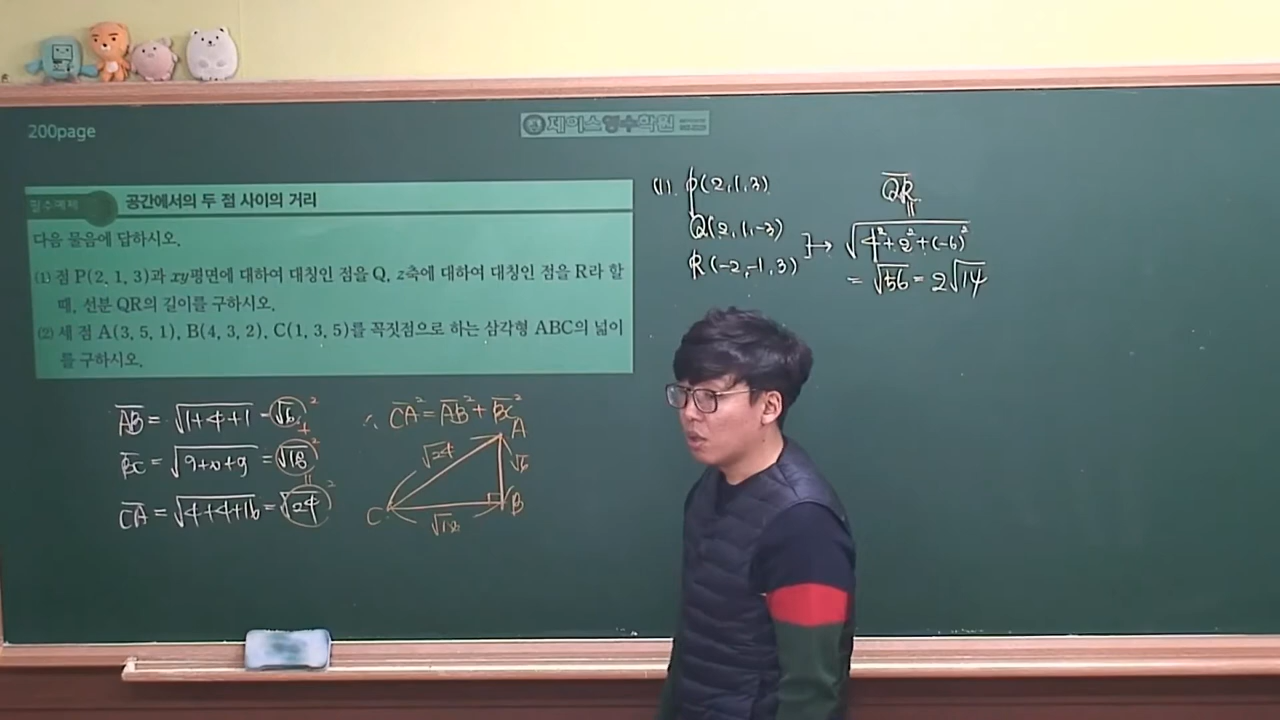 200page
제이스영수학원
필수예제 공간에서의 두 점 사이의 거리
다음 물음에 답하시오.
(1) 점 P(2, 1, 3)과 xy평면에 대하여 대칭인 점을 Q, z축에 대하여 대칭인 점을 R라 할
때, 선분 QR의 길이를 구하시오.
(2) 세 점 A(3, 5, 1), B(4, 3, 2), C(1, 3, 5)를 꼭짓점으로 하는 삼각형 ABC의 넓이
를 구하시오.
AB = √1+4+1 = √6 ²
+
BC = √9+0+9 = √18 ²
=
CA = √4+4+16 = √24 ²
∴ CA² = AB² + BC²
A
√24
√6
C
B
√18
(1). P(2,1,3)
Q(2,1,-3)
R(-2,-1,3)
QR
=
√4²+2²+(-6)²
= √56 = 2√14